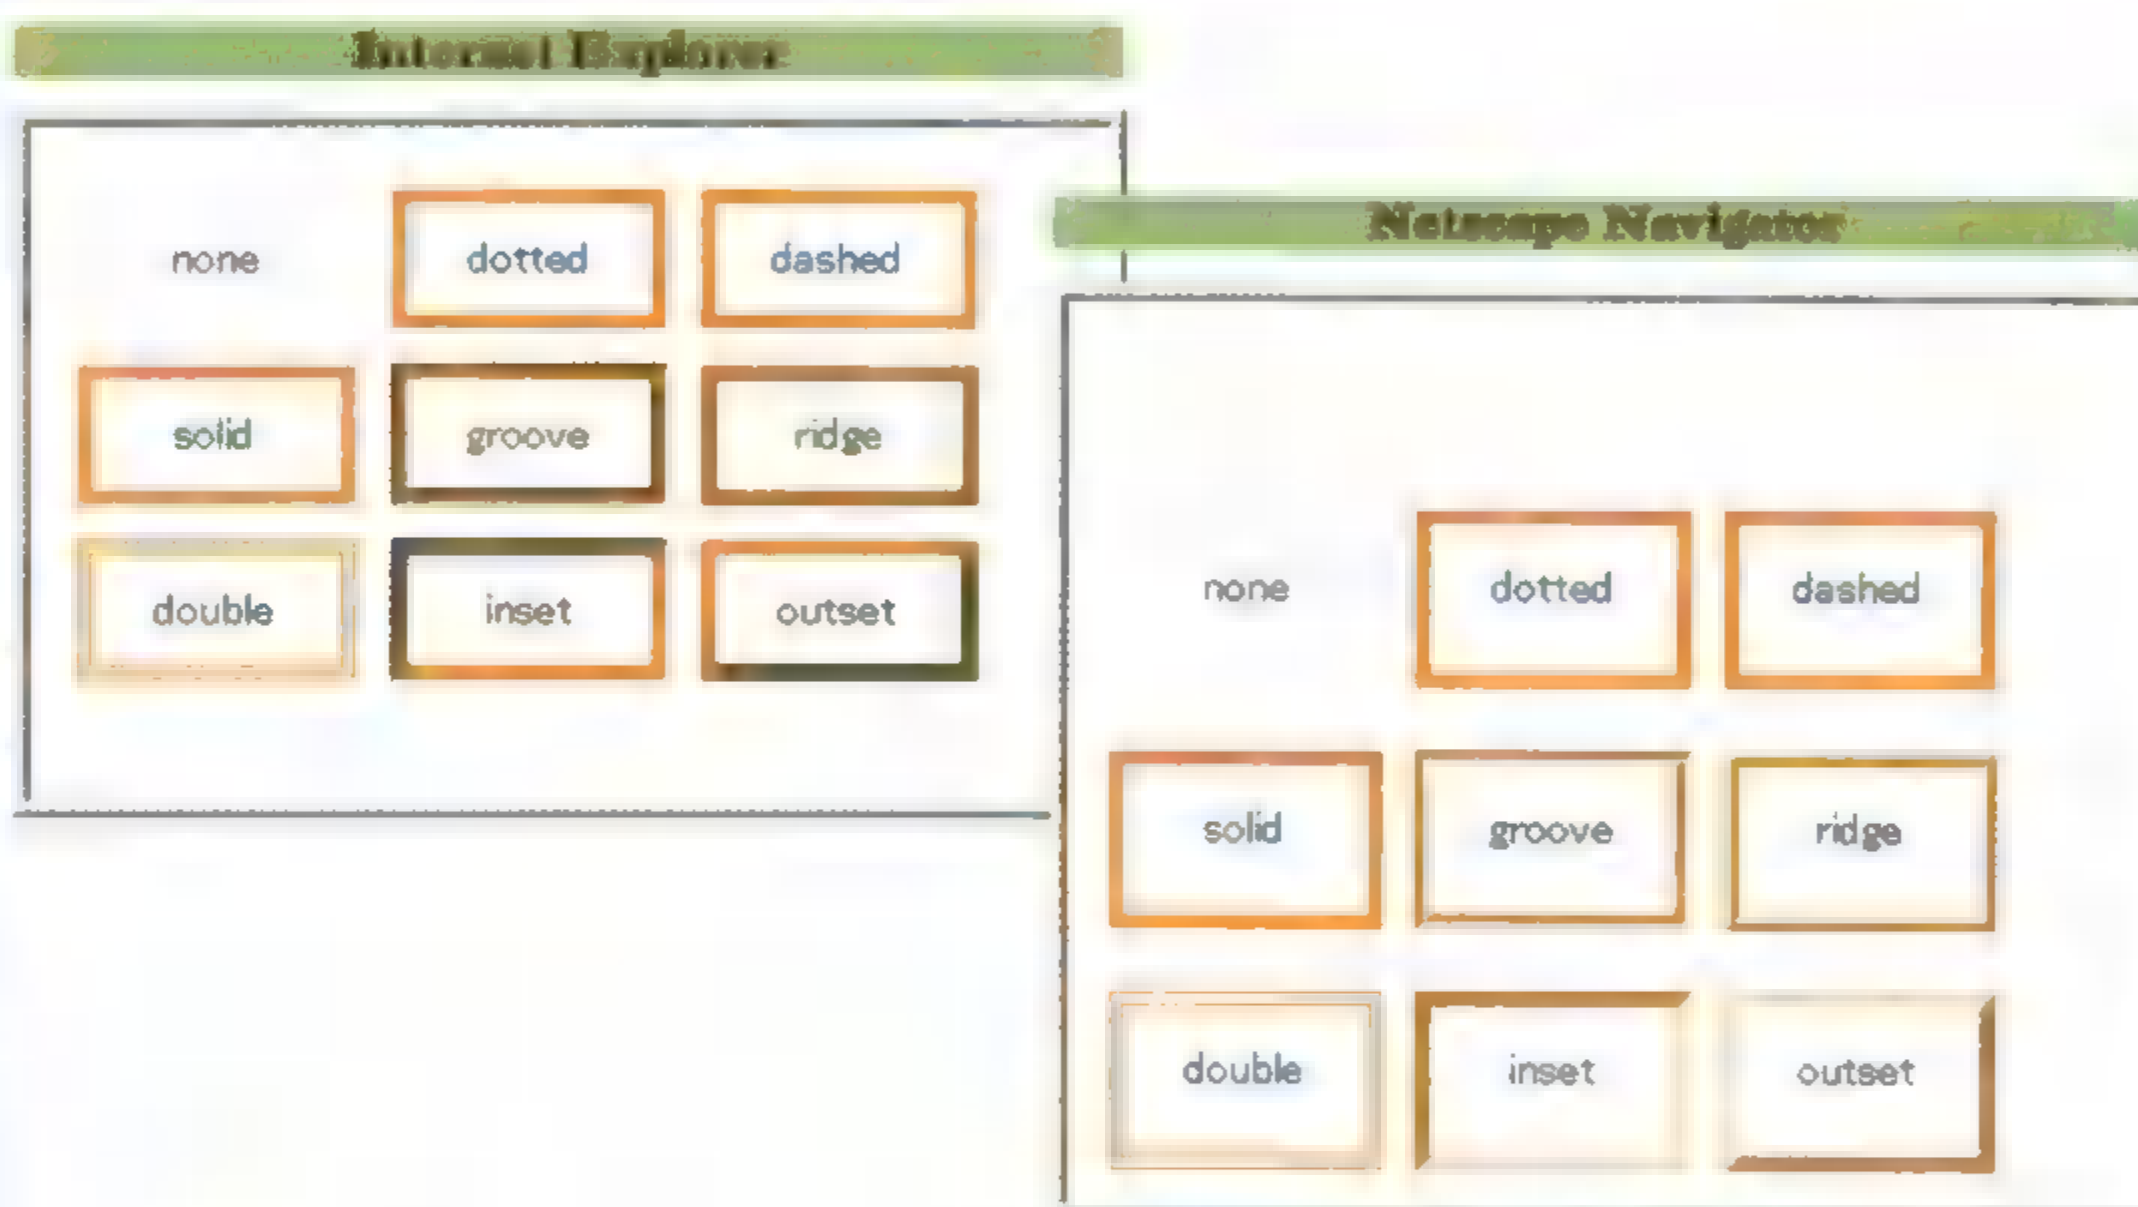 Internet Explorer
none dotted dashed
solid groove ridge
double inset outset
Netscape Navigator
none dotted dashed
solid groove ridge
double inset outset